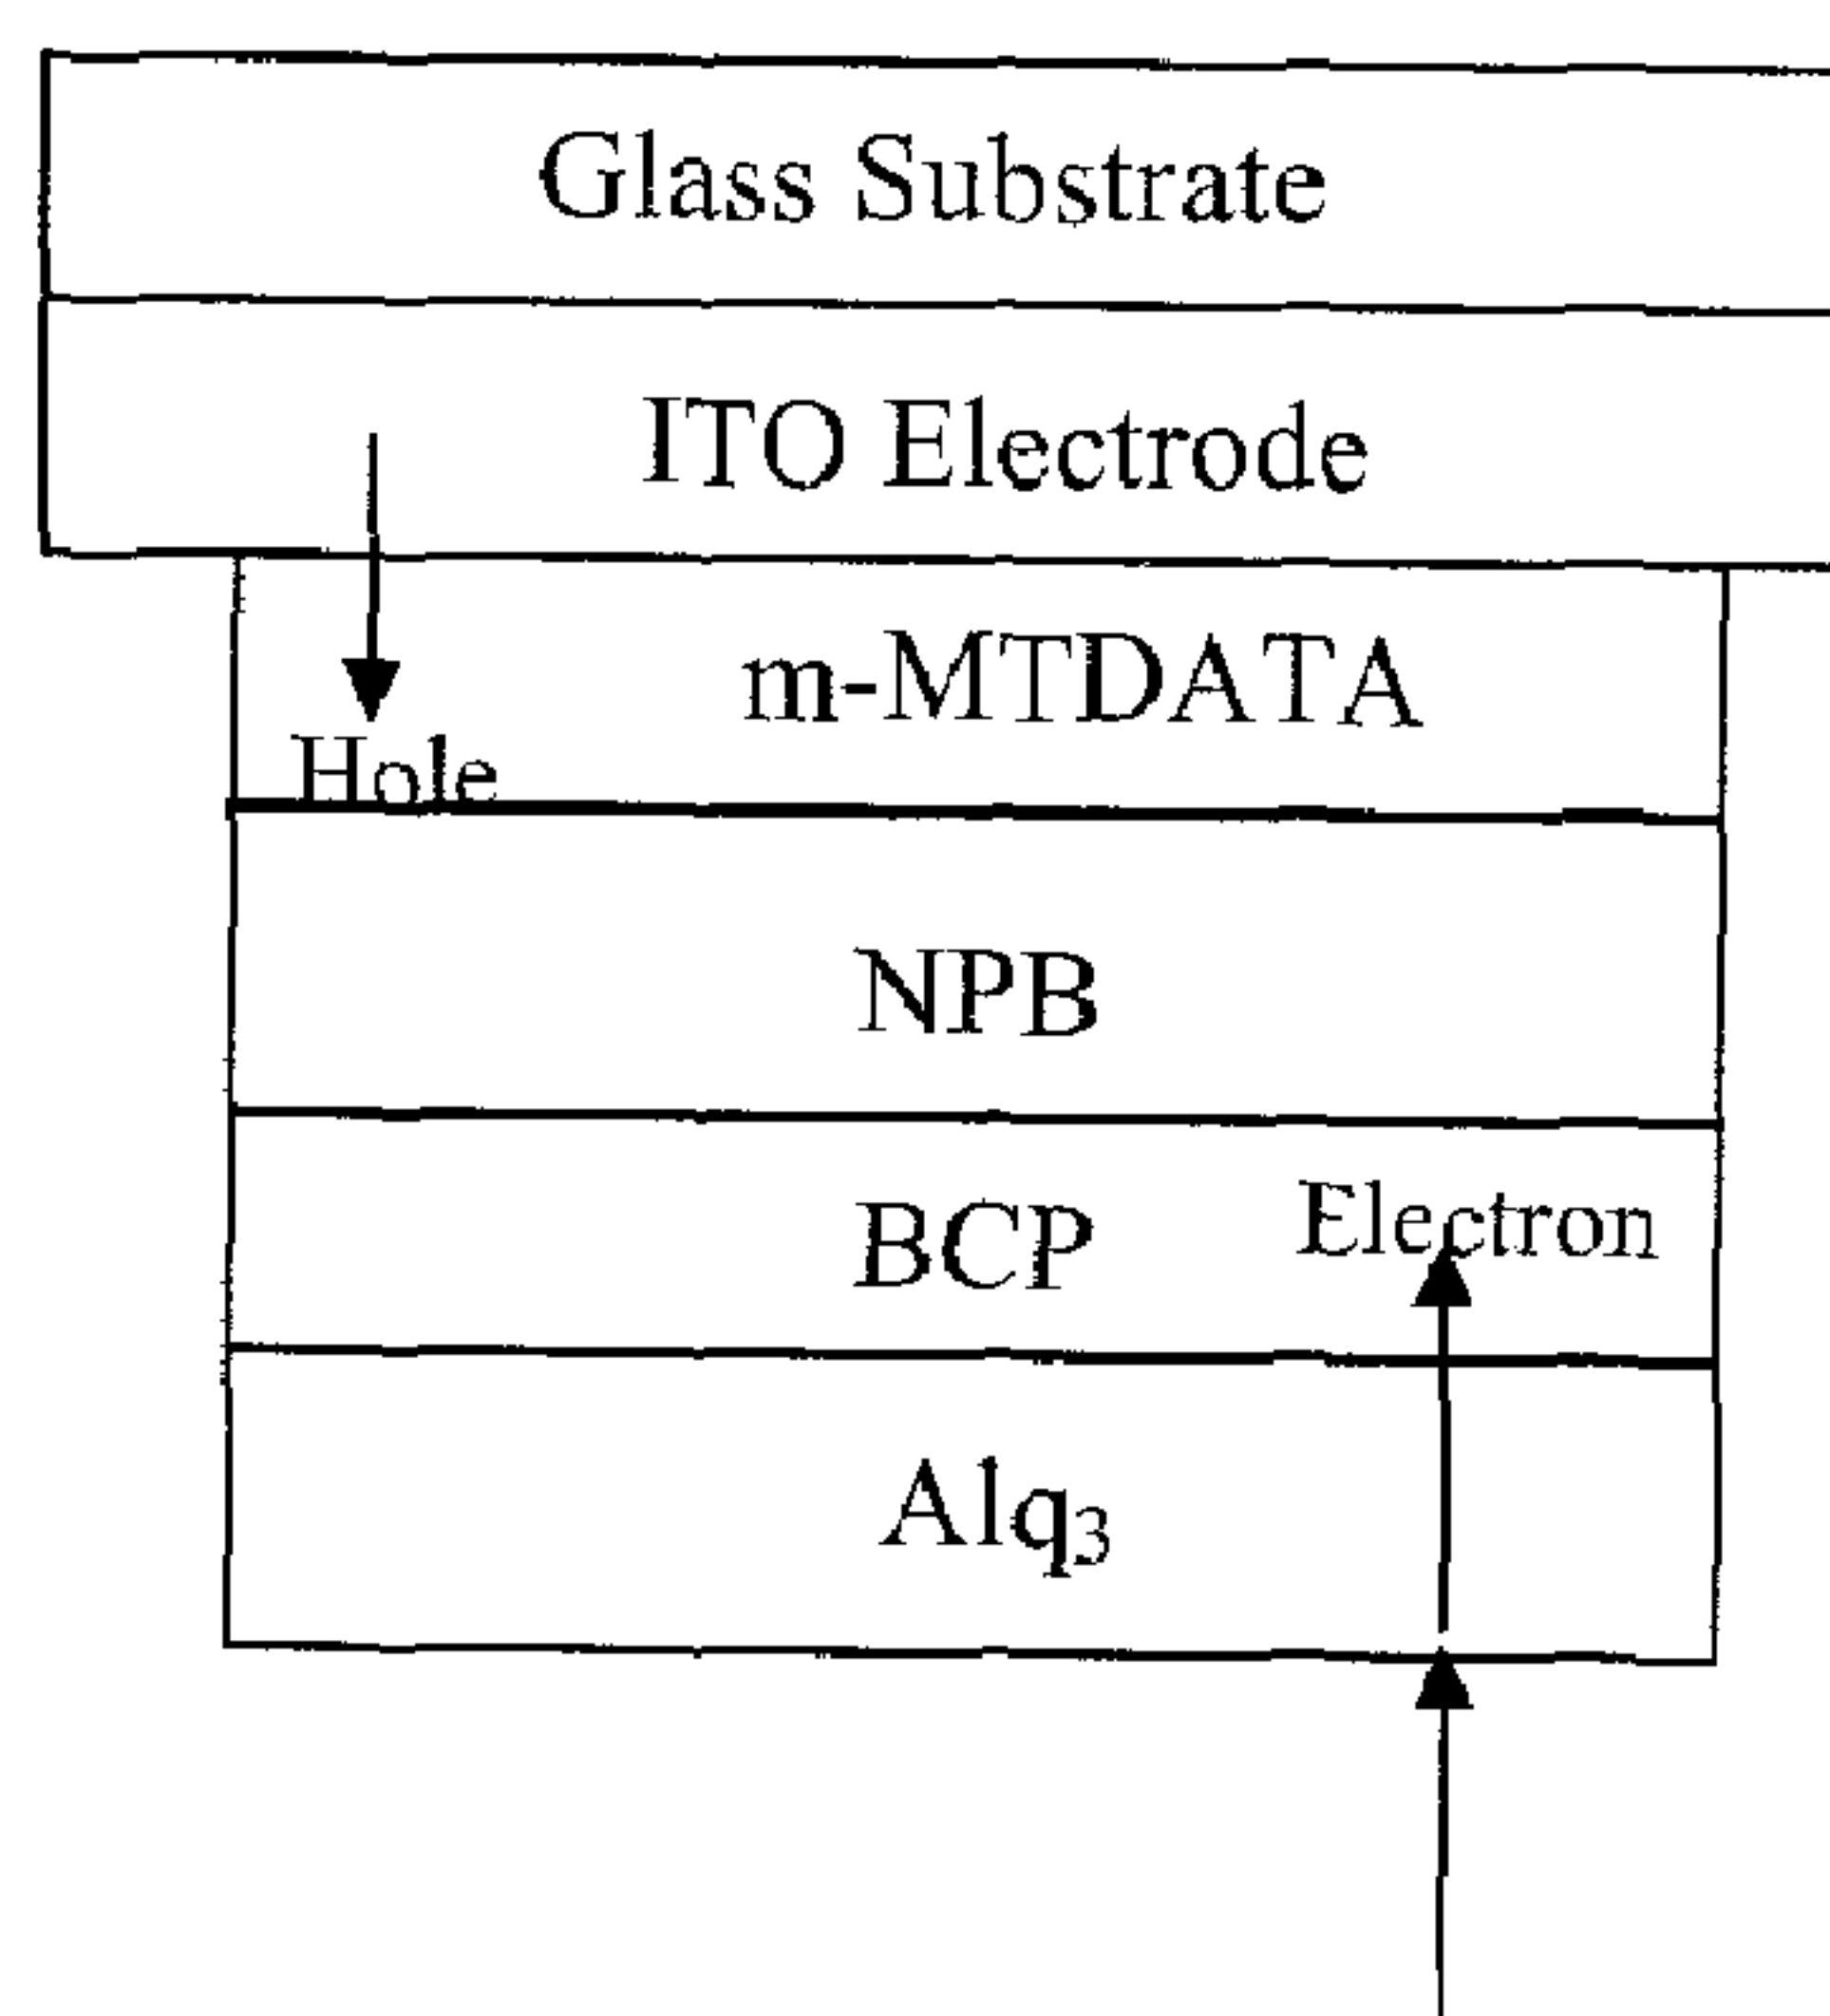 Glass Substrate
ITO Electrode
m-MTDATA
Hole
NPB
BCP
Electron
Alq₃